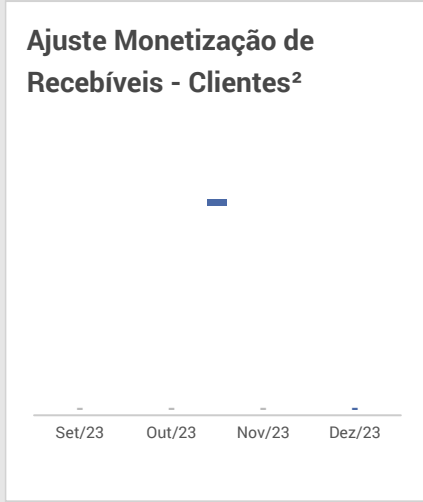 Ajuste Monetização de
Recebíveis - Clientes²
- - - -
Set/23 Out/23 Nov/23 Dez/23